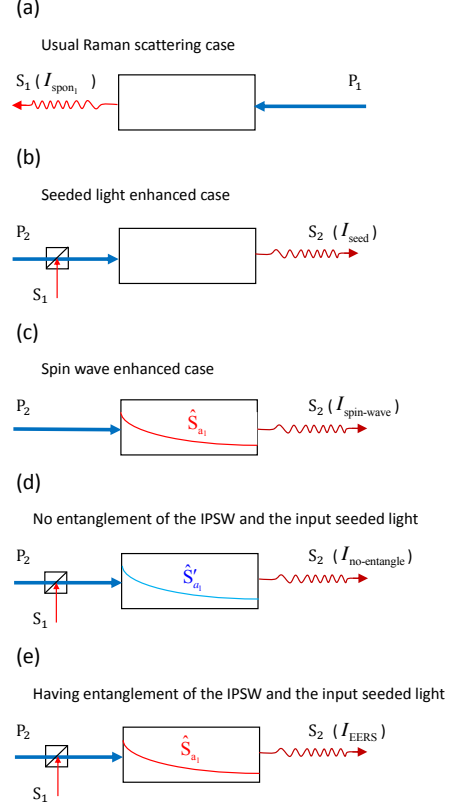 (a)
Usual Raman scattering case
S₁ ( I_spon₁ ) P₁
(b)
Seeded light enhanced case
P₂ S₂ ( I_seed )
S₁
(c)
Spin wave enhanced case
P₂ Ŝ_a₁ S₂ ( I_spin-wave )
(d)
No entanglement of the IPSW and the input seeded light
P₂ Ŝ′_a₁ S₂ ( I_no-entangle )
S₁
(e)
Having entanglement of the IPSW and the input seeded light
P₂ Ŝ_a₁ S₂ ( I_EERS )
S₁